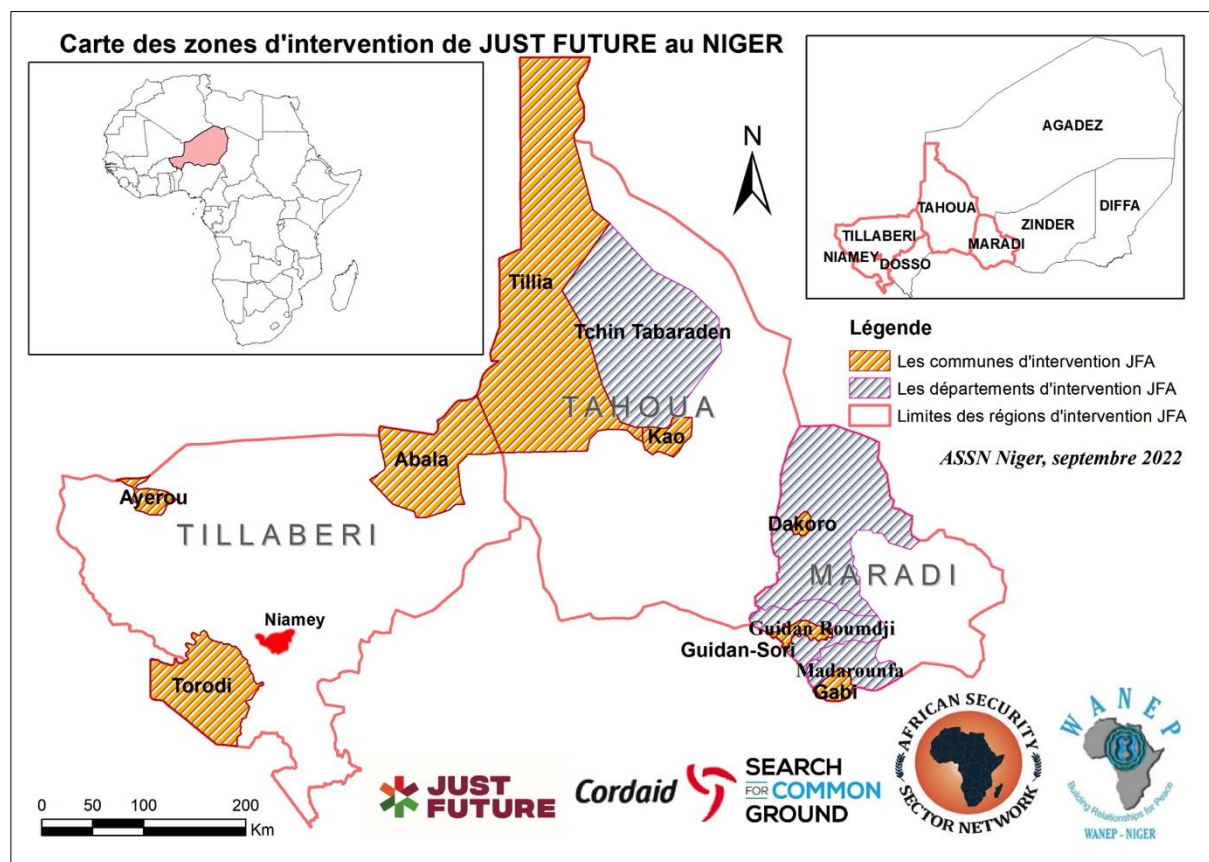 Carte des zones d'intervention de JUST FUTURE au NIGER
N
AGADEZ
TAHOUA
DIFFA
ZINDER
TILLABERI
MARADI
NIAMEY
DOSSO
Légende
Les communes d'intervention JFA
Les départements d'intervention JFA
Limites des régions d'intervention JFA
ASSN Niger, septembre 2022
Tillia
Tchin Tabaraden
TAHOUA
Kao
Abala
Ayerou
TILLABERI
Dakoro
MARADI
Niamey
Guidan Roumdji
Guidan-Sori
Madarounfa
Gabi
Torodi
0 50 100 200
Km
JUST
FUTURE
Cordaid
SEARCH
FOR COMMON
GROUND
AFRICAN SECURITY
SECTOR NETWORK
WANEP
Building Relationships for Peace
WANEP - NIGER